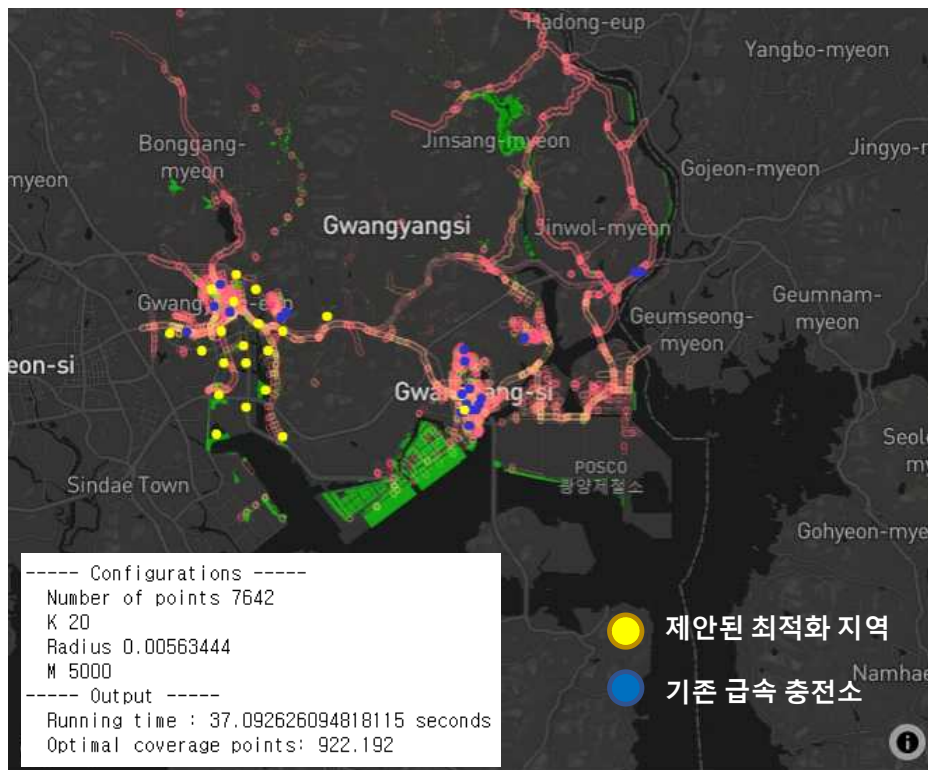 Hadong-eup
Yangbo-myeon
Bonggang-
myeon
Jinsang-myeon
Jingyo-m
myeon
Gojeon-myeon
Gwangyangsi
Jinwol-myeon
Geumnam-
myeon
Geumseong-
myeon
eon-si
POSCO
광양제철소
Seol
my
Sindae Town
Gohyeon-mye
----- Configurations -----
Number of points 7642
K 20
Radius 0.00563444
M 5000
----- Output -----
Running time : 37.092626094818115 seconds
Optimal coverage points: 922.192
제안된 최적화 지역
기존 급속 충전소
Namhae